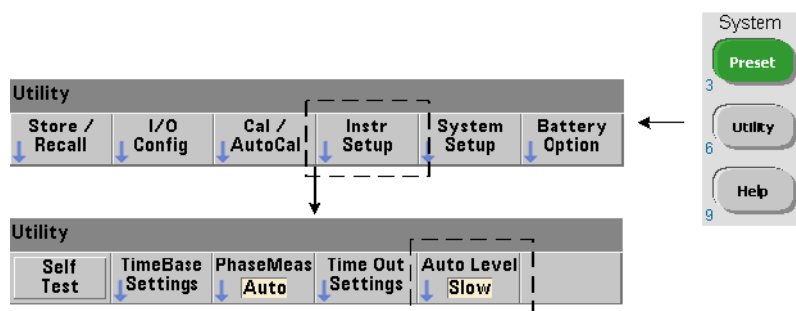 System
Preset
3
Utility
6
Help
9
Utility
Store / Recall
I/O Config
Cal / AutoCal
Instr Setup
System Setup
Battery Option
Utility
Self Test
TimeBase Settings
PhaseMeas Auto
Time Out Settings
Auto Level Slow